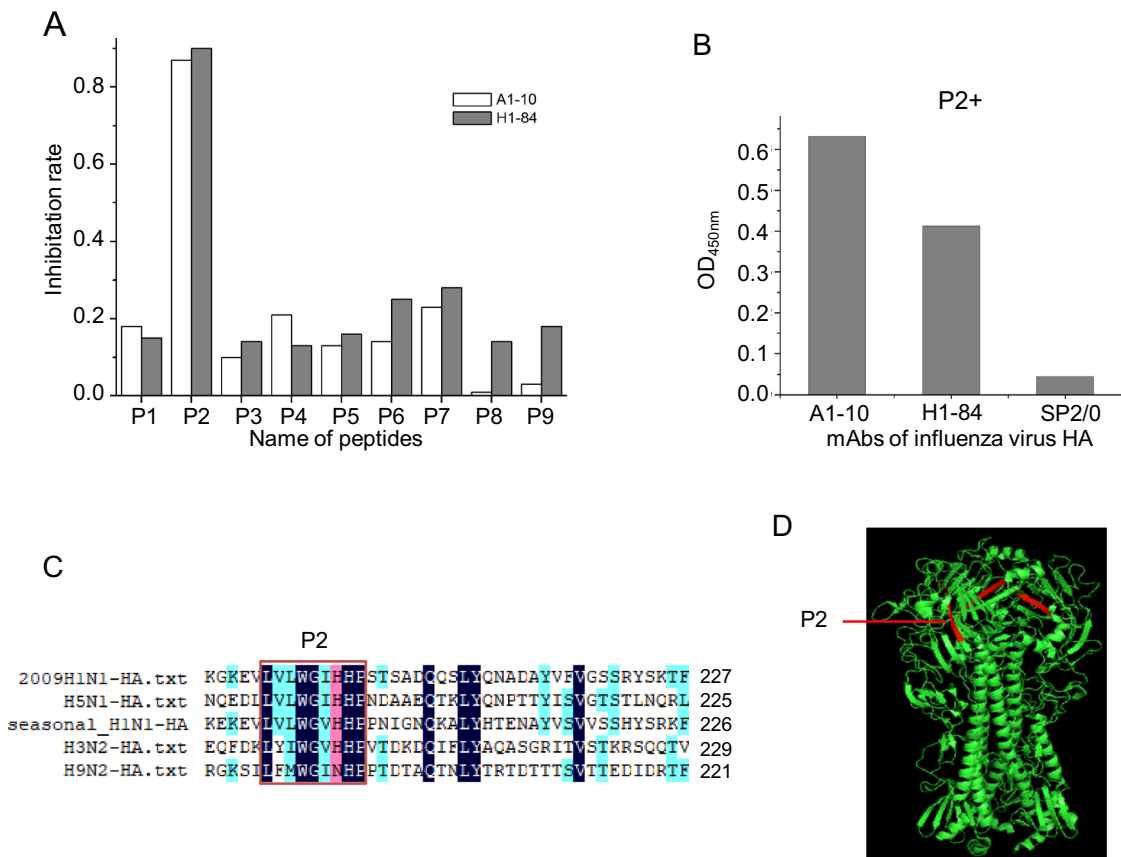 A
Inhibitation rate
0.8
0.6
0.4
0.2
0.0
A1-10
H1-84
P1 P2 P3 P4 P5 P6 P7 P8 P9
Name of peptides
B
P2+
OD450nm
0.6
0.5
0.4
0.3
0.2
0.1
0.0
A1-10 H1-84 SP2/0
mAbs of influenza virus HA
C
P2
2009H1N1-HA.txt KGKEVLVLWGIHHPSTSADQQSLYQNADAYVFVGSSRYSKTF 227
H5N1-HA.txt NQEDILVLWGIHHPNDAAEQTKLYQNPTTYISVGTSTLNQRL 225
seasonal_H1N1-HA KEKEVLVLWGVHHPPNIGNQKALYHTENAYVSVVSSHYSRKF 226
H3N2-HA.txt EQFDKLYIWGVHHPVTDKDQIFLYAQASGRITVSTKRSQQTV 229
H9N2-HA.txt RGKSILFMWGINHPPTDTAQTNLYTRTDTTTSVTTEDIDRTF 221
D
P2